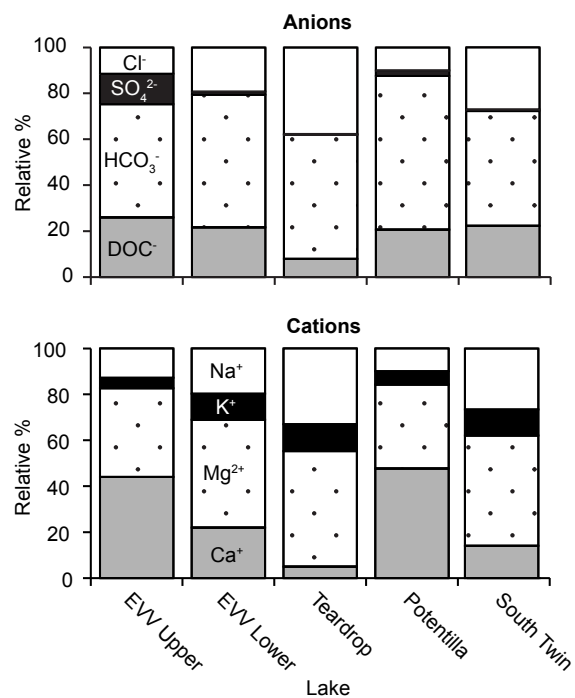 Anions
100
80
60
40
20
0
Relative %
Cl⁻
SO₄²⁻
HCO₃⁻
DOC⁻
Cations
100
80
60
40
20
0
Relative %
Na⁺
K⁺
Mg²⁺
Ca⁺
EVV Upper
EVV Lower
Teardrop
Potentilla
South Twin
Lake